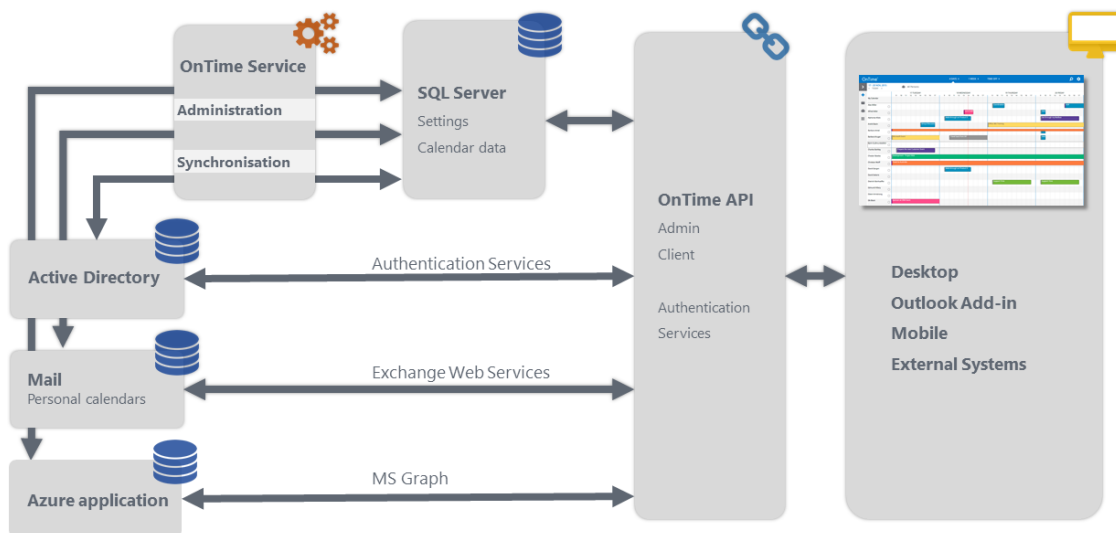 OnTime Service
Administration
Synchronisation
SQL Server
Settings
Calendar data
Active Directory
Mail
Personal calendars
Azure application
Authentication Services
Exchange Web Services
MS Graph
OnTime API
Admin
Client
Authentication
Services
OnTime
Desktop
Outlook Add-in
Mobile
External Systems